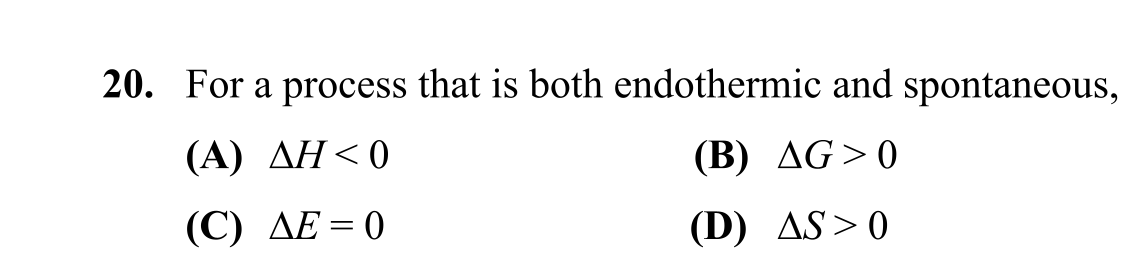 20. For a process that is both endothermic and spontaneous,
(A) ΔH < 0 (B) ΔG > 0
(C) ΔE = 0 (D) ΔS > 0